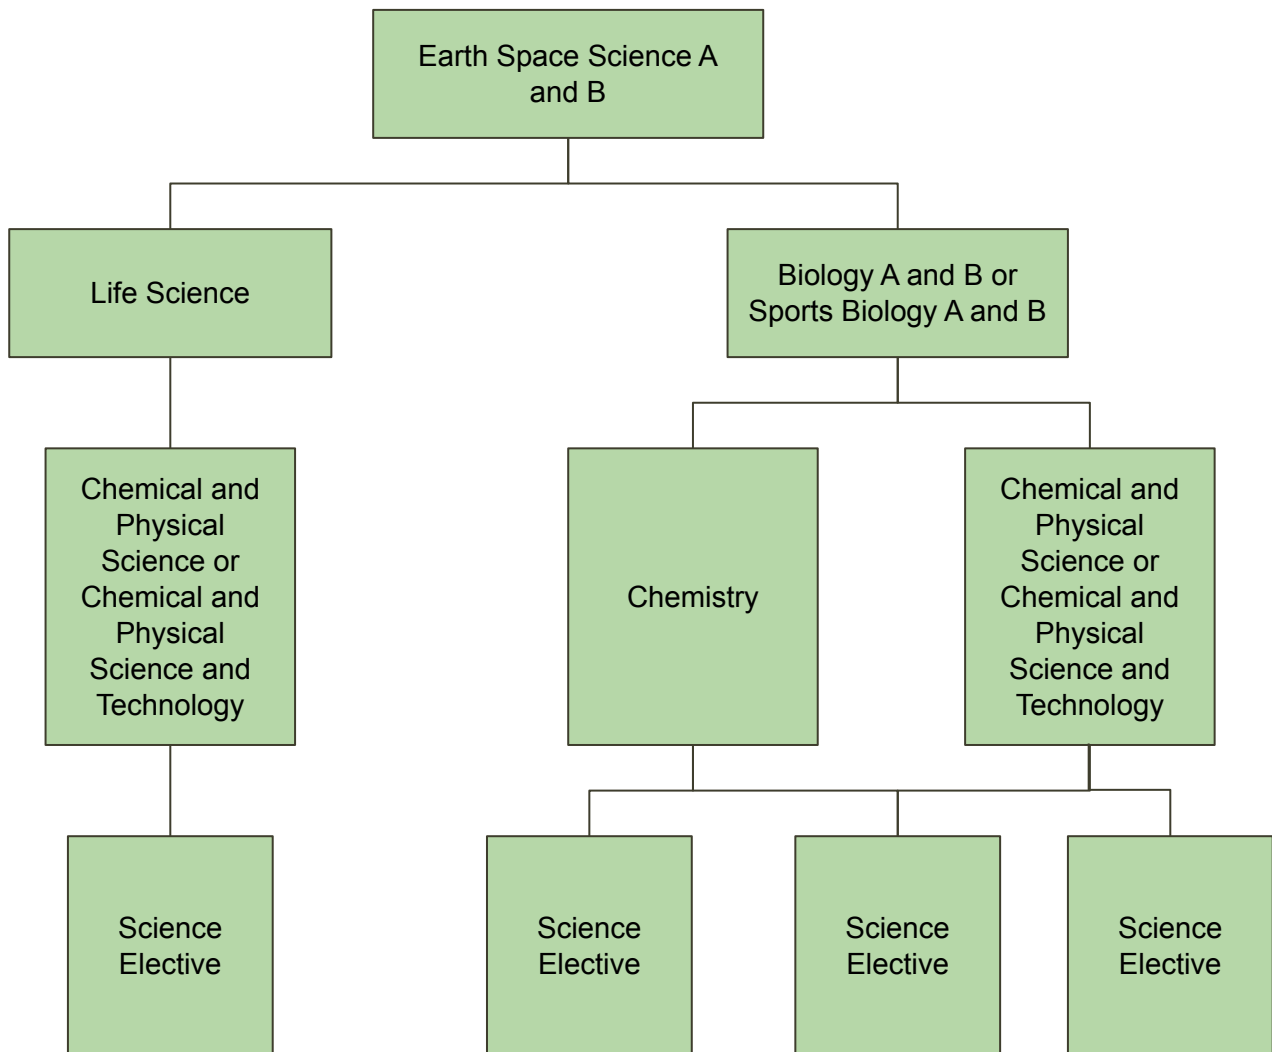 Earth Space Science A
and B
Life Science
Biology A and B or
Sports Biology A and B
Chemical and
Physical
Science or
Chemical and
Physical
Science and
Technology
Chemistry
Chemical and
Physical
Science or
Chemical and
Physical
Science and
Technology
Science
Elective
Science
Elective
Science
Elective
Science
Elective